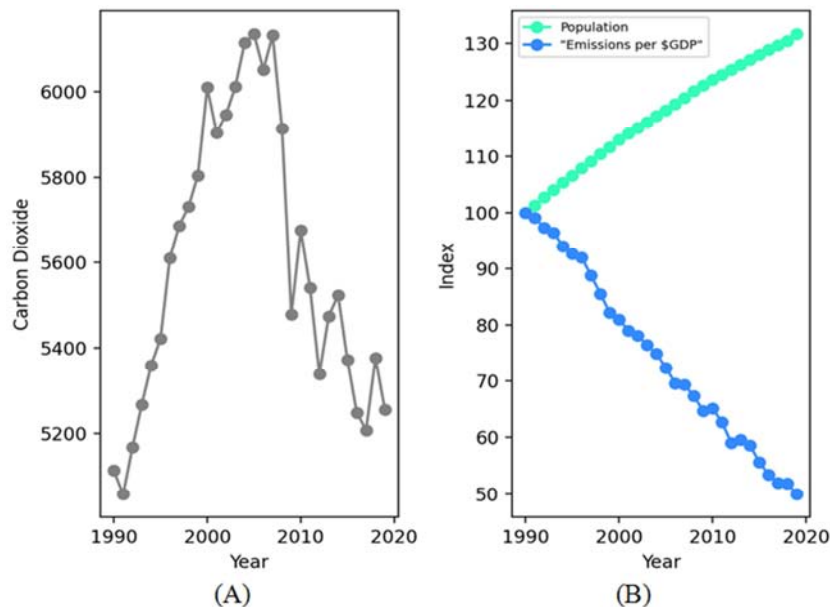 Carbon Dioxide
6000
5800
5600
5400
5200
1990
2000
2010
2020
Year
(A)
Population
"Emissions per $GDP"
Index
130
120
110
100
90
80
70
60
50
1990
2000
2010
2020
Year
(B)